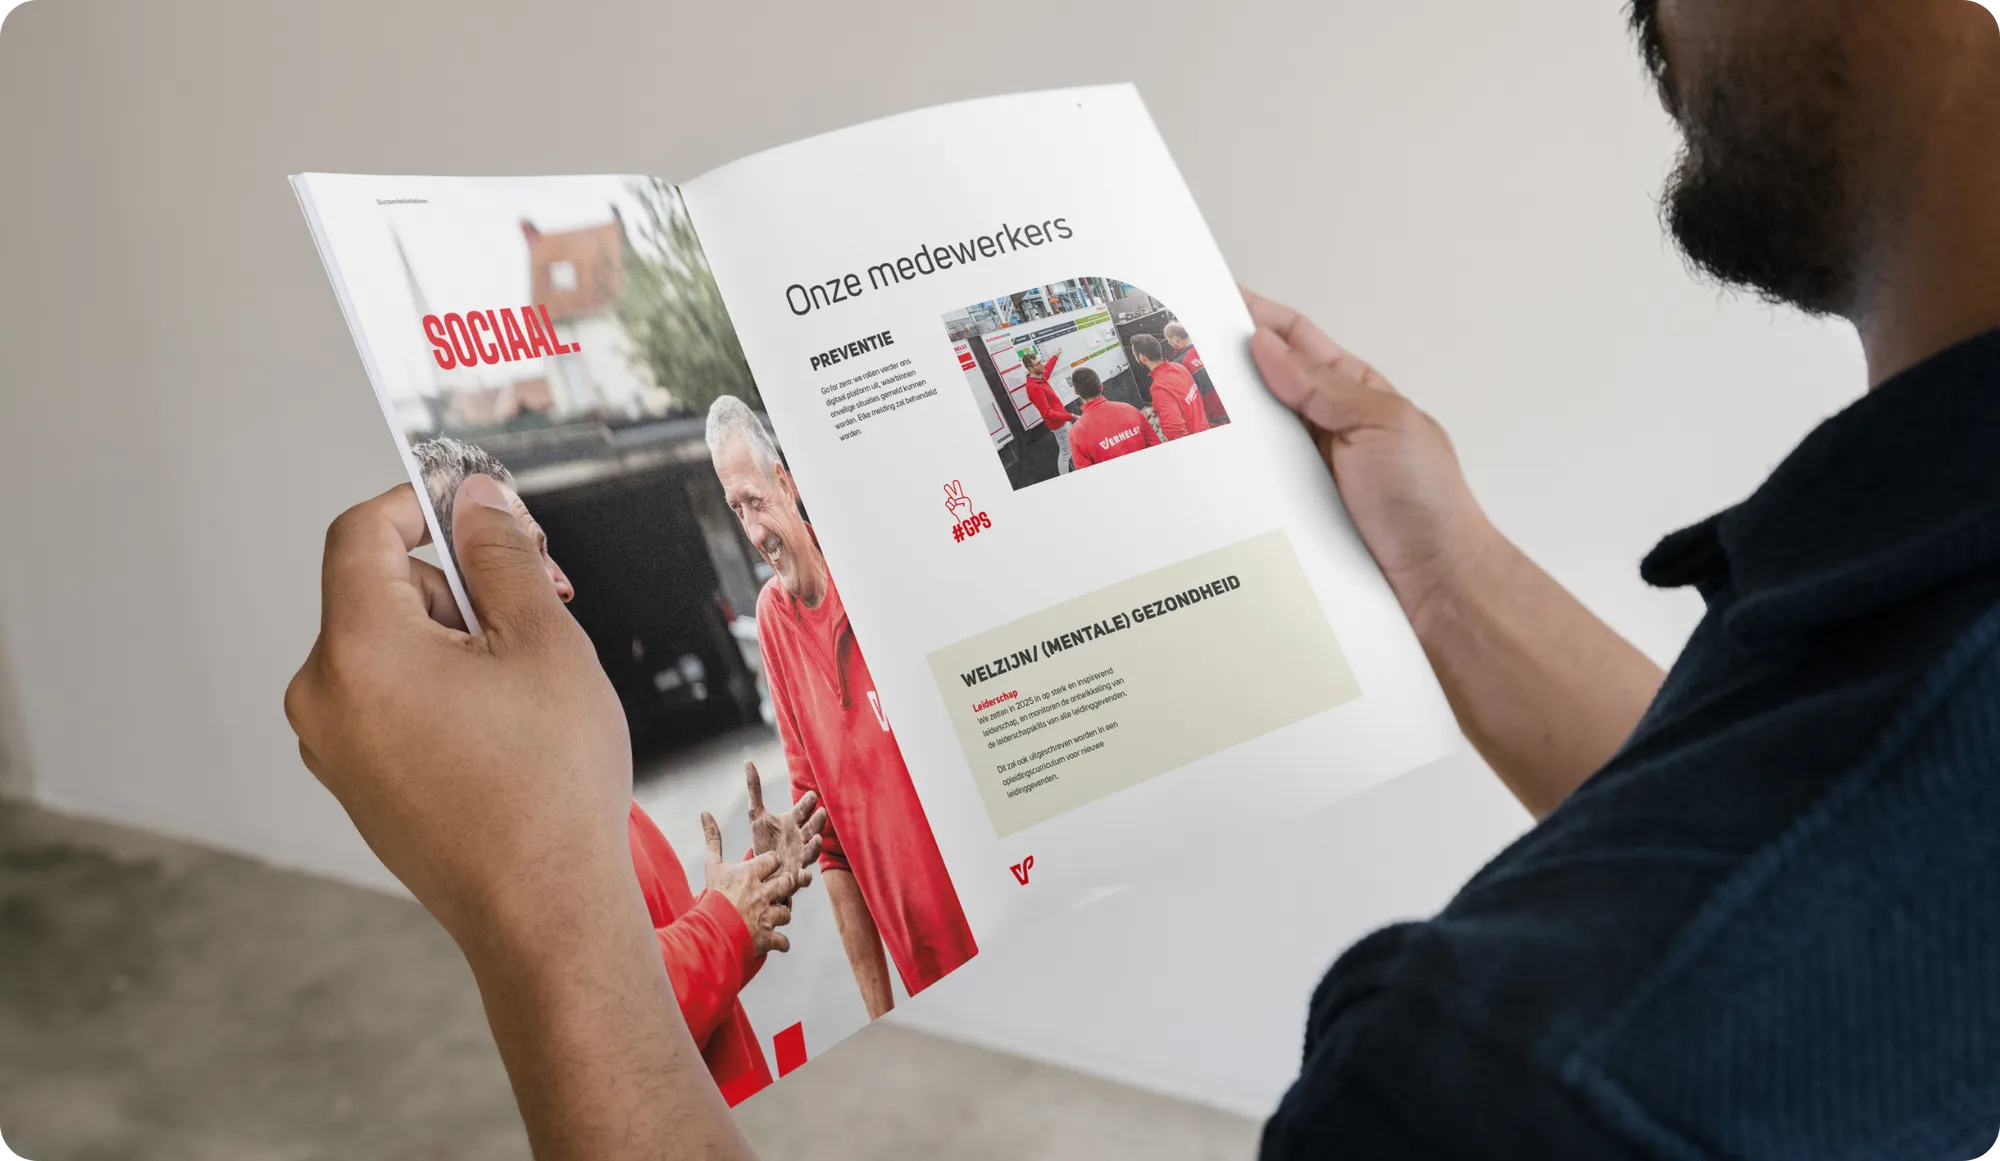 Duurzaamheidsinitiatieven
SOCIAAL.
Onze medewerkers
PREVENTIE
Go for zero: we rollen verder ons
digitaal platform uit, waarbinnen
onveilige situaties gemeld kunnen
worden. Elke melding zal behandeld
worden.
VERHELST
#GPS
WELZIJN/ (MENTALE) GEZONDHEID
Leiderschap
We zetten in 2025 in op sterk en inspirerend
leiderschap, en monitoren de ontwikkeling van
de leiderschapskills van alle leidinggevenden.
Dit zal ook uitgeschreven worden in een
opleidingscurriculum voor nieuwe
leidinggevenden.